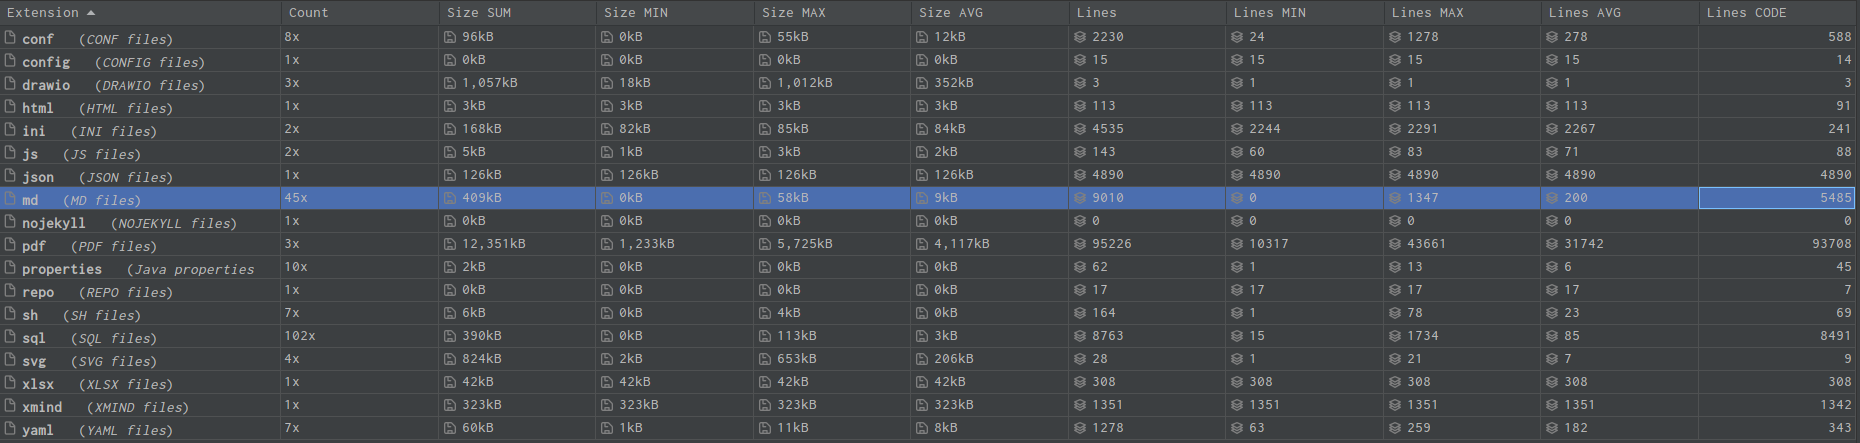 Extension Count Size SUM Size MIN Size MAX Size AVG Lines Lines MIN Lines MAX Lines AVG Lines CODE
conf (CONF files) 8x 96kB 0kB 55kB 12kB 2230 24 1278 278 588
config (CONFIG files) 1x 0kB 0kB 0kB 0kB 15 15 15 15 14
drawio (DRAWIO files) 3x 1,057kB 18kB 1,012kB 352kB 3 1 1 1 3
html (HTML files) 1x 3kB 3kB 3kB 3kB 113 113 113 113 91
ini (INI files) 2x 168kB 82kB 85kB 84kB 4535 2244 2291 2267 241
js (JS files) 2x 5kB 1kB 3kB 2kB 143 60 83 71 88
json (JSON files) 1x 126kB 126kB 126kB 126kB 4890 4890 4890 4890 4890
md (MD files) 45x 409kB 0kB 58kB 9kB 9010 0 1347 200 5485
nojekyll (NOJEKYLL files) 1x 0kB 0kB 0kB 0kB 0 0 0 0 0
pdf (PDF files) 3x 12,351kB 1,233kB 5,725kB 4,117kB 95226 10317 43661 31742 93708
properties (Java properties 10x 2kB 0kB 0kB 0kB 62 1 13 6 45
repo (REPO files) 1x 0kB 0kB 0kB 0kB 17 17 17 17 7
sh (SH files) 7x 6kB 0kB 4kB 0kB 164 1 78 23 69
sql (SQL files) 102x 390kB 0kB 113kB 3kB 8763 15 1734 85 8491
svg (SVG files) 4x 824kB 2kB 653kB 206kB 28 1 21 7 9
xlsx (XLSX files) 1x 42kB 42kB 42kB 42kB 308 308 308 308 308
xmind (XMIND files) 1x 323kB 323kB 323kB 323kB 1351 1351 1351 1351 1342
yaml (YAML files) 7x 60kB 1kB 11kB 8kB 1278 63 259 182 343